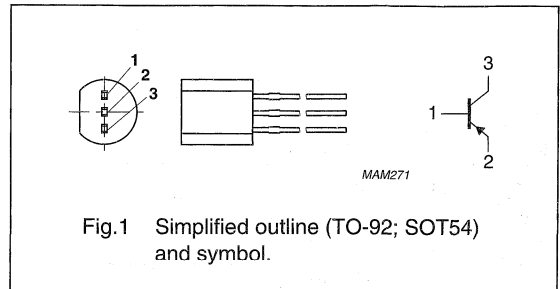 1
2
3
3
1
2
MAM271
Fig.1 Simplified outline (TO-92; SOT54)
and symbol.